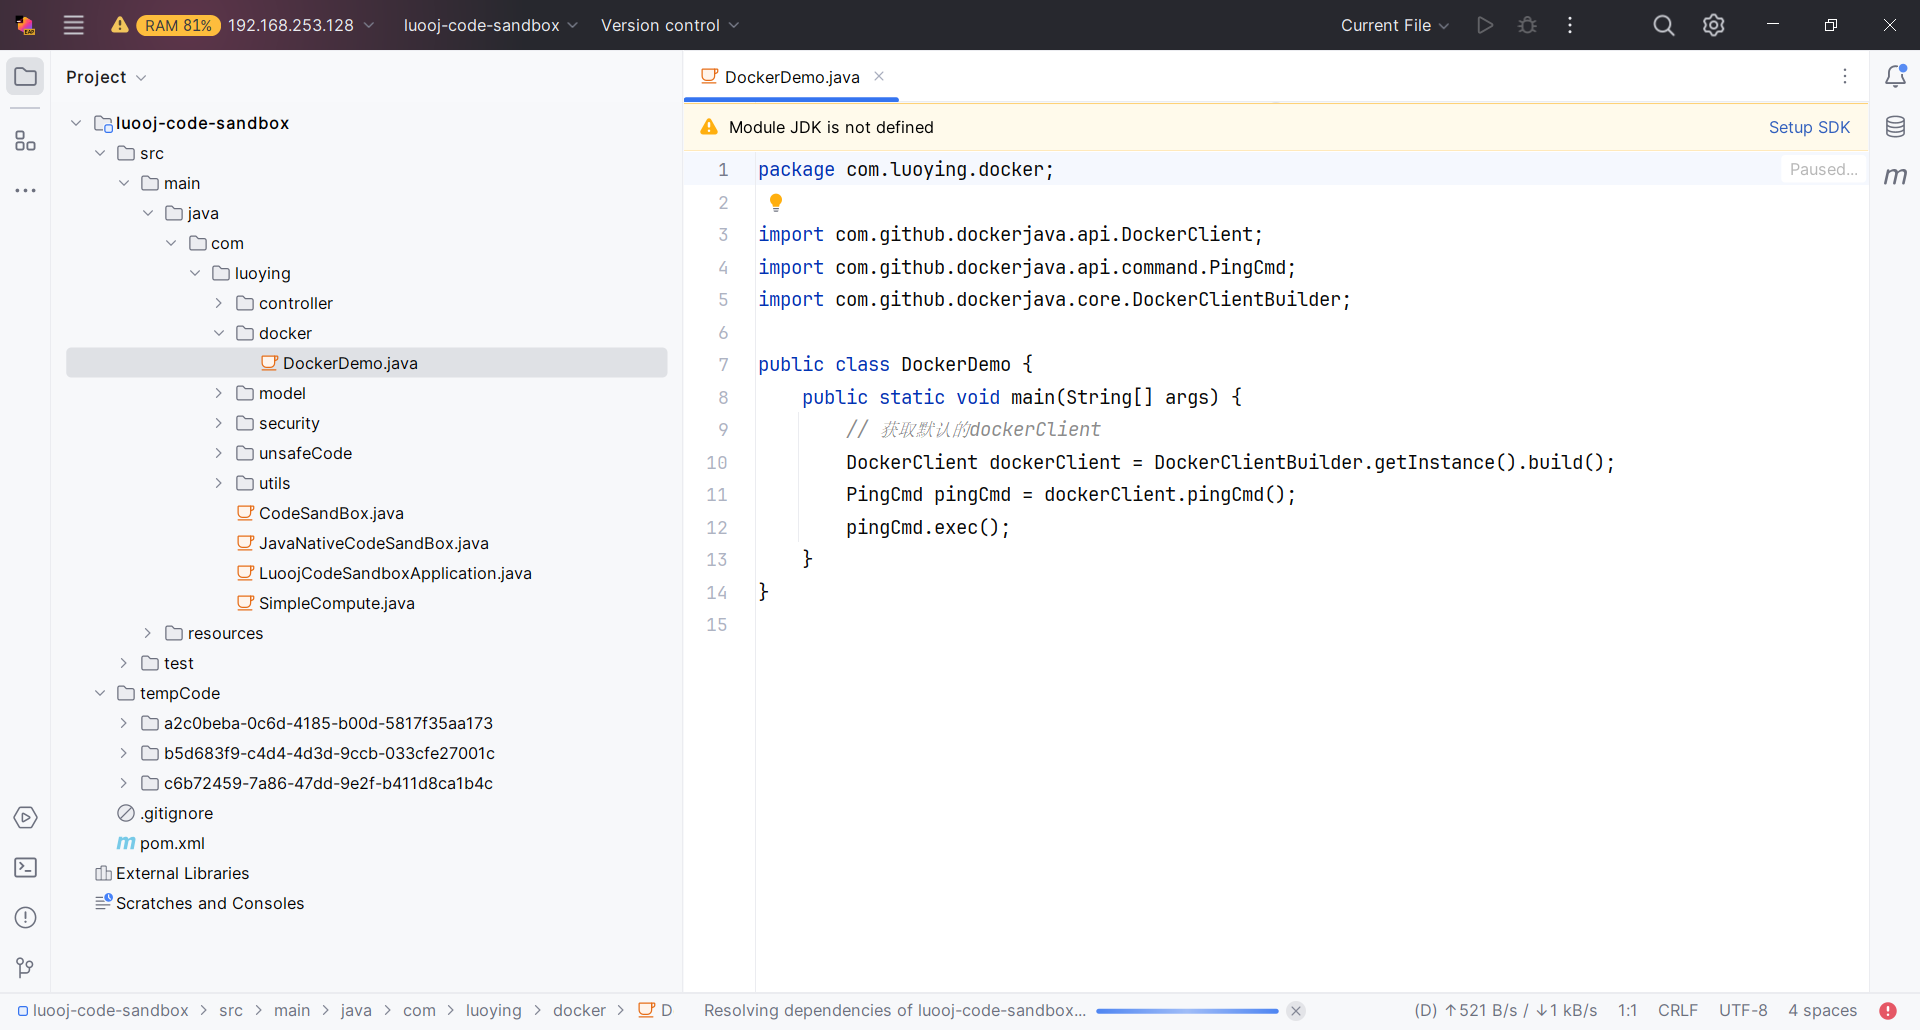 RAM 81% 192.168.253.128 luooj-code-sandbox Version control Current File
Project
luooj-code-sandbox
src
main
java
com
luoying
controller
docker
DockerDemo.java
model
security
unsafeCode
utils
CodeSandBox.java
JavaNativeCodeSandBox.java
LuoojCodeSandboxApplication.java
SimpleCompute.java
resources
test
tempCode
a2c0beba-0c6d-4185-b00d-5817f35aa173
b5d683f9-c4d4-4d3d-9ccb-033cfe27001c
c6b72459-7a86-47dd-9e2f-b411d8ca1b4c
.gitignore
pom.xml
External Libraries
Scratches and Consoles
DockerDemo.java
Module JDK is not defined Setup SDK
Paused...
1 package com.luoying.docker;
2
3 import com.github.dockerjava.api.DockerClient;
4 import com.github.dockerjava.api.command.PingCmd;
5 import com.github.dockerjava.core.DockerClientBuilder;
6
7 public class DockerDemo {
8 public static void main(String[] args) {
9 // 获取默认的dockerClient
10 DockerClient dockerClient = DockerClientBuilder.getInstance().build();
11 PingCmd pingCmd = dockerClient.pingCmd();
12 pingCmd.exec();
13 }
14 }
15
luooj-code-sandbox > src > main > java > com > luoying > docker > D
Resolving dependencies of luooj-code-sandbox...
(D) ↑521 B/s / ↓1 kB/s 1:1 CRLF UTF-8 4 spaces